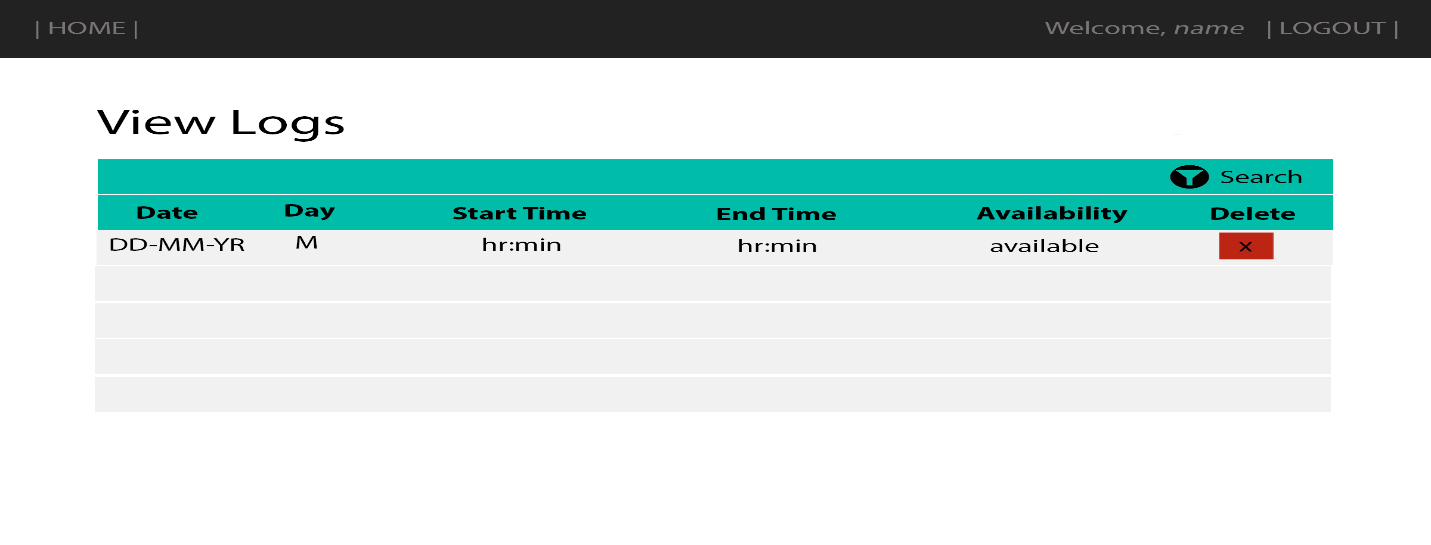 | HOME | Welcome, name | LOGOUT |
View Logs
Search
Date Day Start Time End Time Availability Delete
DD-MM-YR M hr:min hr:min available ×